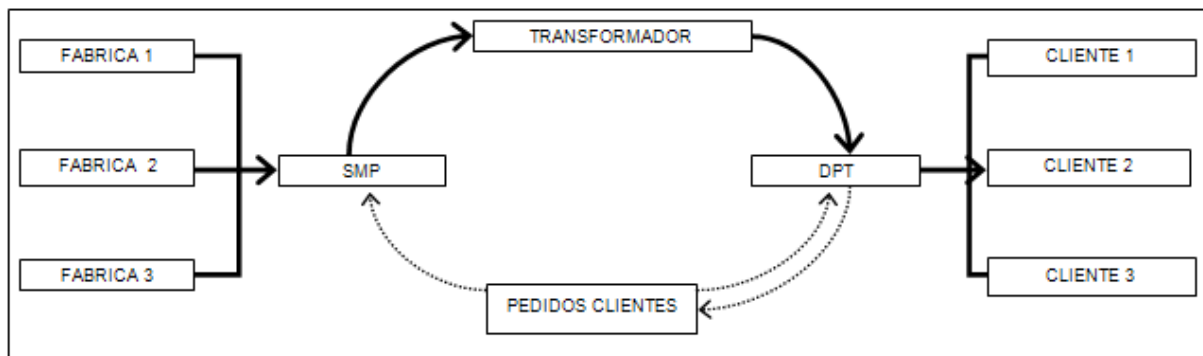 TRANSFORMADOR
FABRICA 1
CLIENTE 1
FABRICA 2
SMP
DPT
CLIENTE 2
FABRICA 3
PEDIDOS CLIENTES
CLIENTE 3